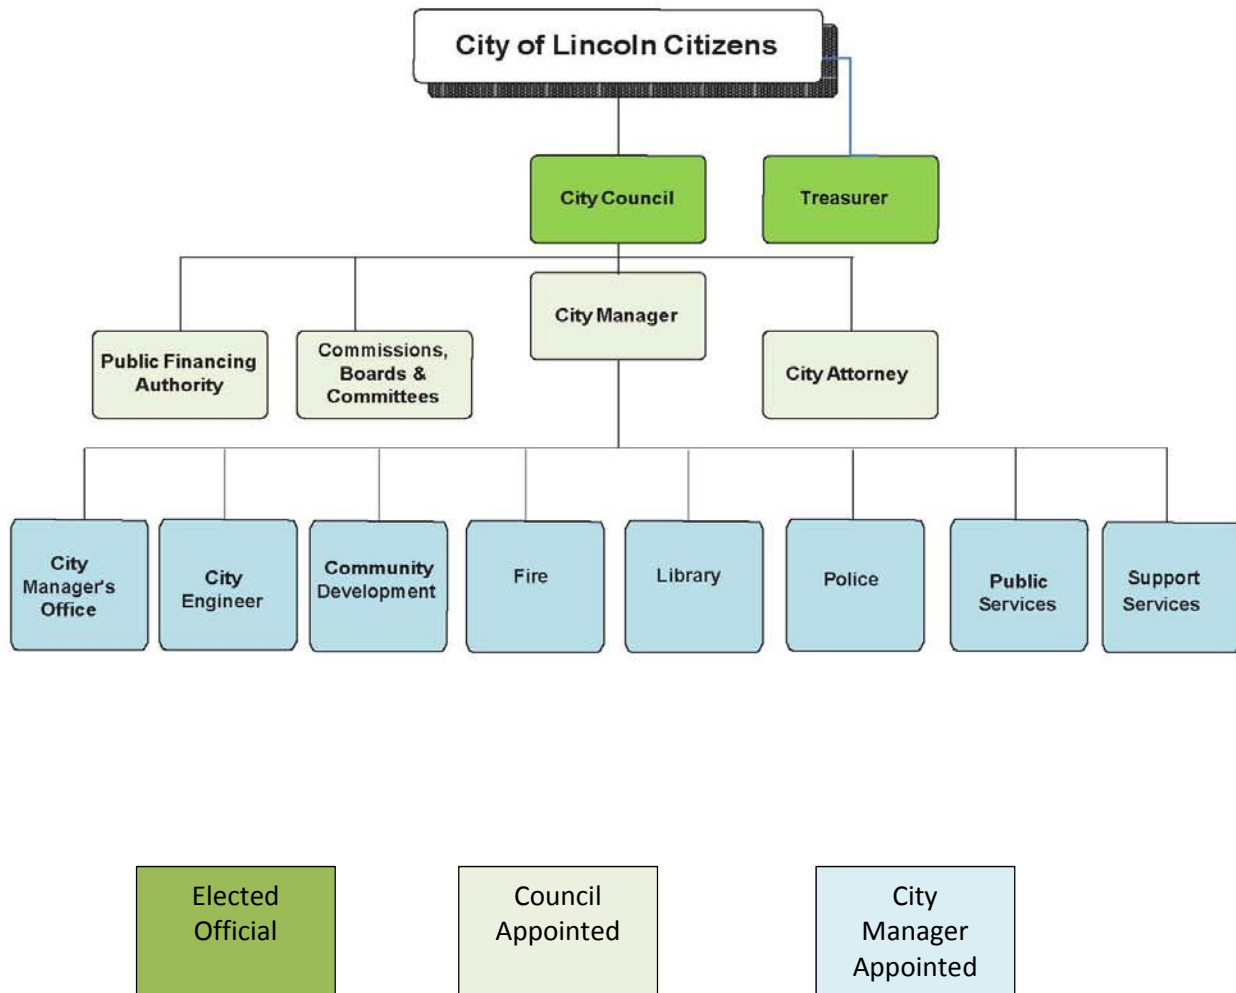 City of Lincoln Citizens
City Council
Treasurer
City Manager
Public Financing
Authority
Commissions,
Boards &
Committees
City Attorney
City
Manager's
Office
City
Engineer
Community
Development
Fire
Library
Police
Public
Services
Support
Services
Elected
Official
Council
Appointed
City
Manager
Appointed